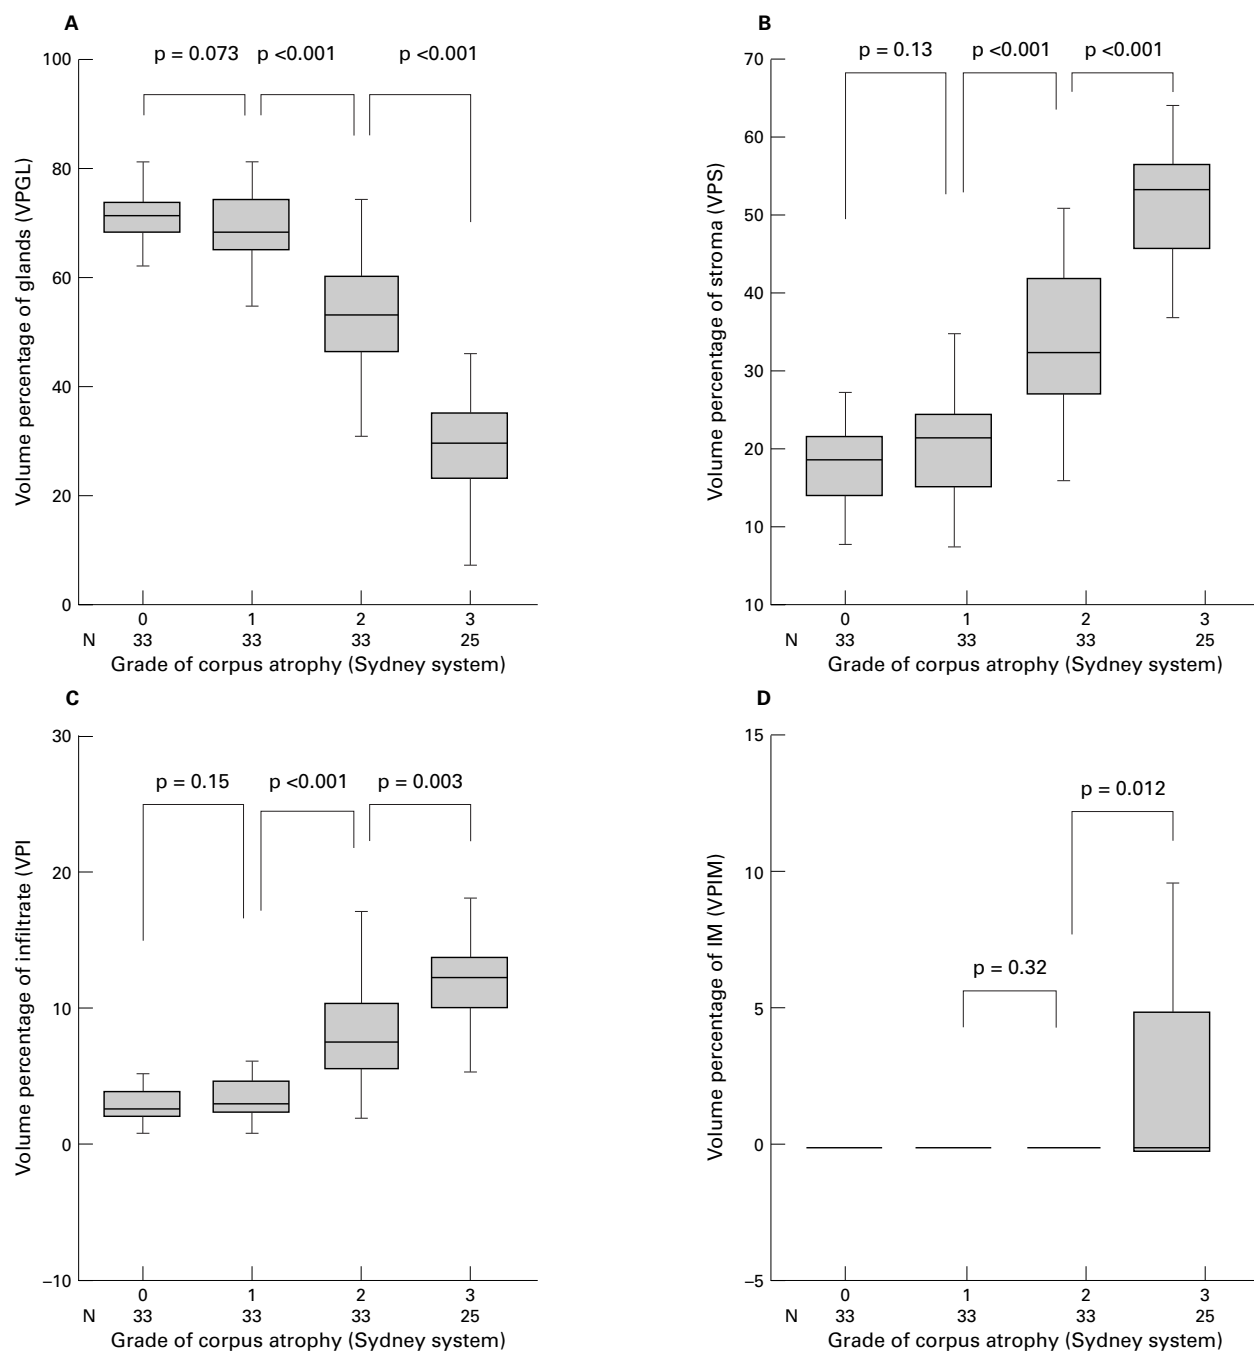 A
p = 0.073 p <0.001 p <0.001
100
80
60
40
20
0
Volume percentage of glands (VPGL)
0 1 2 3
N 33 33 33 25
Grade of corpus atrophy (Sydney system)
B
p = 0.13 p <0.001 p <0.001
70
60
50
40
30
20
10
10
Volume percentage of stroma (VPS)
0 1 2 3
N 33 33 33 25
Grade of corpus atrophy (Sydney system)
C
30
p = 0.15 p <0.001 p = 0.003
20
10
0
–10
Volume percentage of infiltrate (VPI
0 1 2 3
N 33 33 33 25
Grade of corpus atrophy (Sydney system)
D
15
p = 0.012
10
p = 0.32
5
0
–5
Volume percentage of IM (VPIM)
0 1 2 3
N 33 33 33 25
Grade of corpus atrophy (Sydney system)